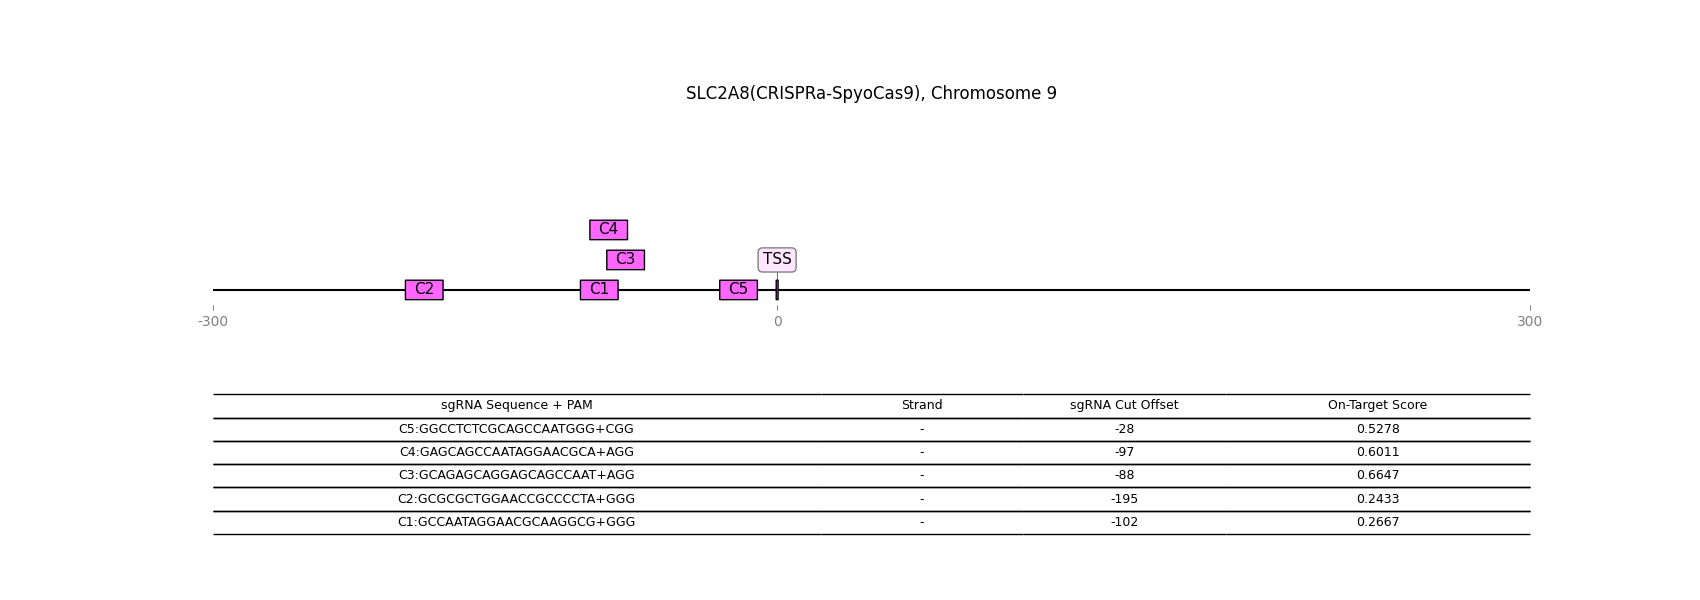 SLC2A8(CRISPRa-SpyoCas9), Chromosome 9
C4
C3 TSS
C2 C1 C5
-300 0 300
sgRNA Sequence + PAM Strand sgRNA Cut Offset On-Target Score
C5:GGCCTCTCGCAGCCAATGGG+CGG - -28 0.5278
C4:GAGCAGCCAATAGGAACGCA+AGG - -97 0.6011
C3:GCAGAGCAGGAGCAGCCAAT+AGG - -88 0.6647
C2:GCGCGCTGGAACCGCCCCTA+GGG - -195 0.2433
C1:GCCAATAGGAACGCAAGGCG+GGG - -102 0.2667